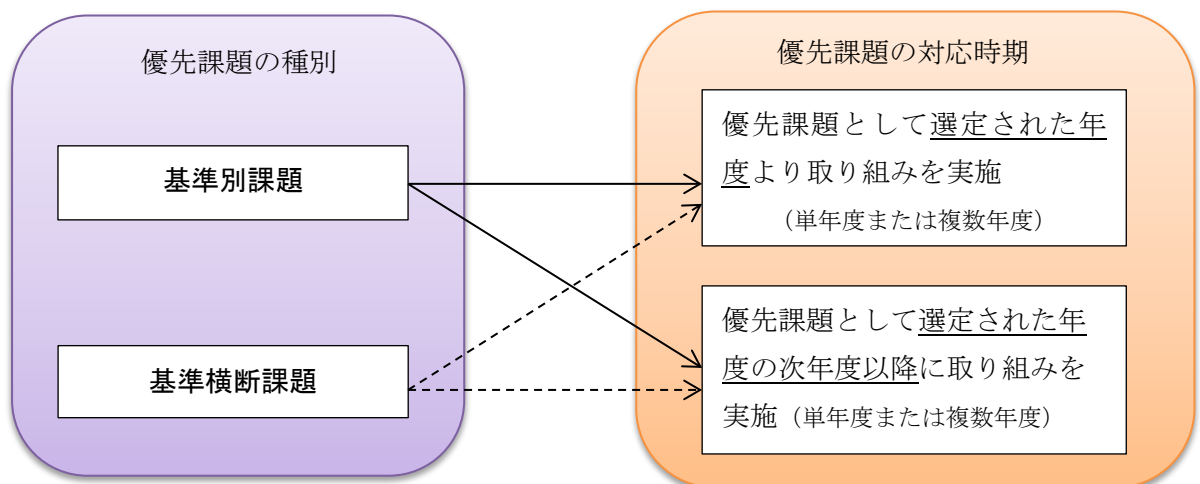 優先課題の種別
基準別課題
基準横断課題
優先課題の対応時期
優先課題として選定された年
度より取り組みを実施
（単年度または複数年度）
優先課題として選定された年
度の次年度以降に取り組みを
実施（単年度または複数年度）